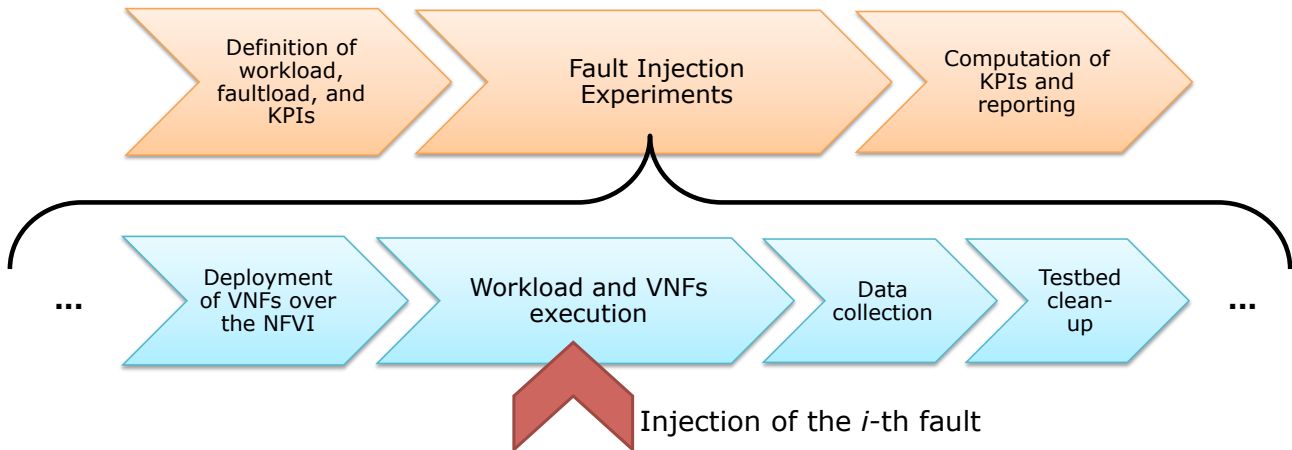 Definition of
workload,
faultload, and
KPIs
Fault Injection
Experiments
Computation of
KPIs and
reporting
...
Deployment
of VNFs over
the NFVI
Workload and VNFs
execution
Data
collection
Testbed
clean-
up
...
Injection of the i-th fault